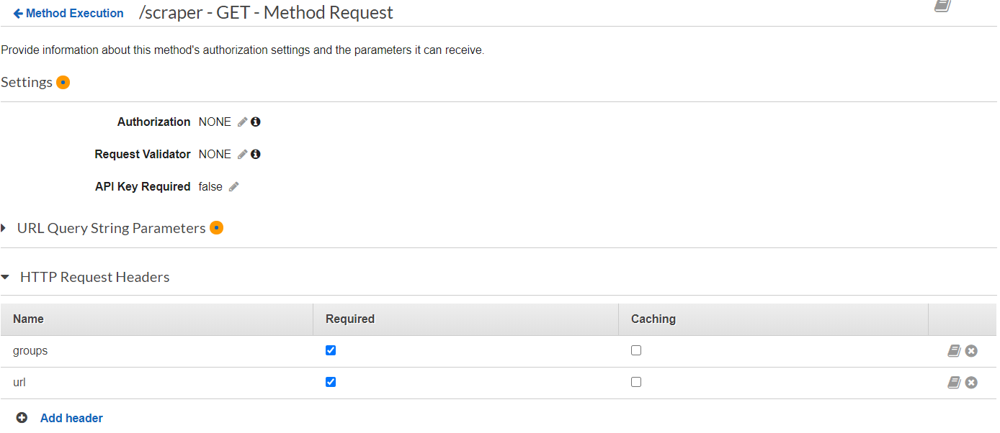 Method Execution /scraper - GET - Method Request
Provide information about this method's authorization settings and the parameters it can receive.
Settings
Authorization NONE
Request Validator NONE
API Key Required false
URL Query String Parameters
HTTP Request Headers
Name Required Caching
groups
url
Add header